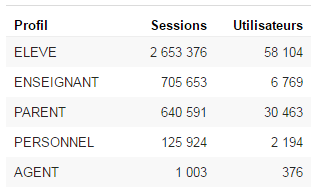 Profil Sessions Utilisateurs
ELEVE 2 653 376 58 104
ENSEIGNANT 705 653 6 769
PARENT 640 591 30 463
PERSONNEL 125 924 2 194
AGENT 1 003 376